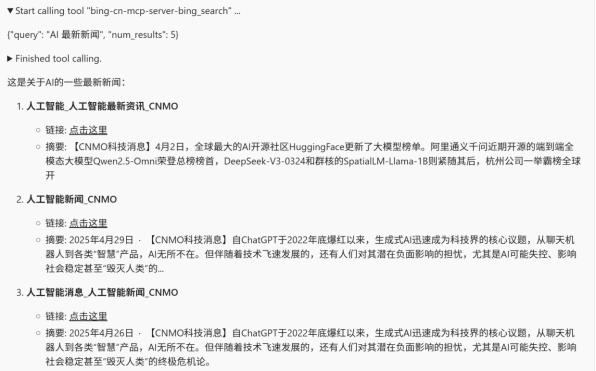 ▼Start calling tool "bing-cn-mcp-server-bing_search" ...
{"query": "AI 最新新闻", "num_results": 5}
▶Finished tool calling.
这是关于AI的一些最新新闻：
1. 人工智能_人工智能最新资讯_CNMO
○ 链接: 点击这里
○ 摘要: 【CNMO科技消息】4月2日，全球最大的AI开源社区HuggingFace更新了大模型榜单。阿里通义千问近期开源的端到端全
模态大模型Qwen2.5-Omni荣登总榜榜首，DeepSeek-V3-0324和群核的SpatialLM-Llama-1B则紧随其后，杭州公司一举霸榜全球
开
2. 人工智能新闻_CNMO
○ 链接: 点击这里
○ 摘要: 2025年4月29日 · 【CNMO科技消息】自ChatGPT于2022年底爆红以来，生成式AI迅速成为科技界的核心议题，从聊天机
器人到各类“智慧”产品，AI无所不在。但伴随着技术飞速发展的，还有人们对其潜在负面影响的担忧，尤其是AI可能失控、影响
社会稳定甚至“毁灭人类”的...
3. 人工智能消息_人工智能新闻_CNMO
○ 链接: 点击这里
○ 摘要: 2025年4月26日 · 【CNMO科技消息】自ChatGPT于2022年底爆红以来，生成式AI迅速成为科技界的核心议题，从聊天机
器人到各类“智慧”产品，AI无所不在。但伴随着技术飞速发展的，还有人们对其潜在负面影响的担忧，尤其是AI可能失控、影响
社会稳定甚至“毁灭人类”的终极危机论。